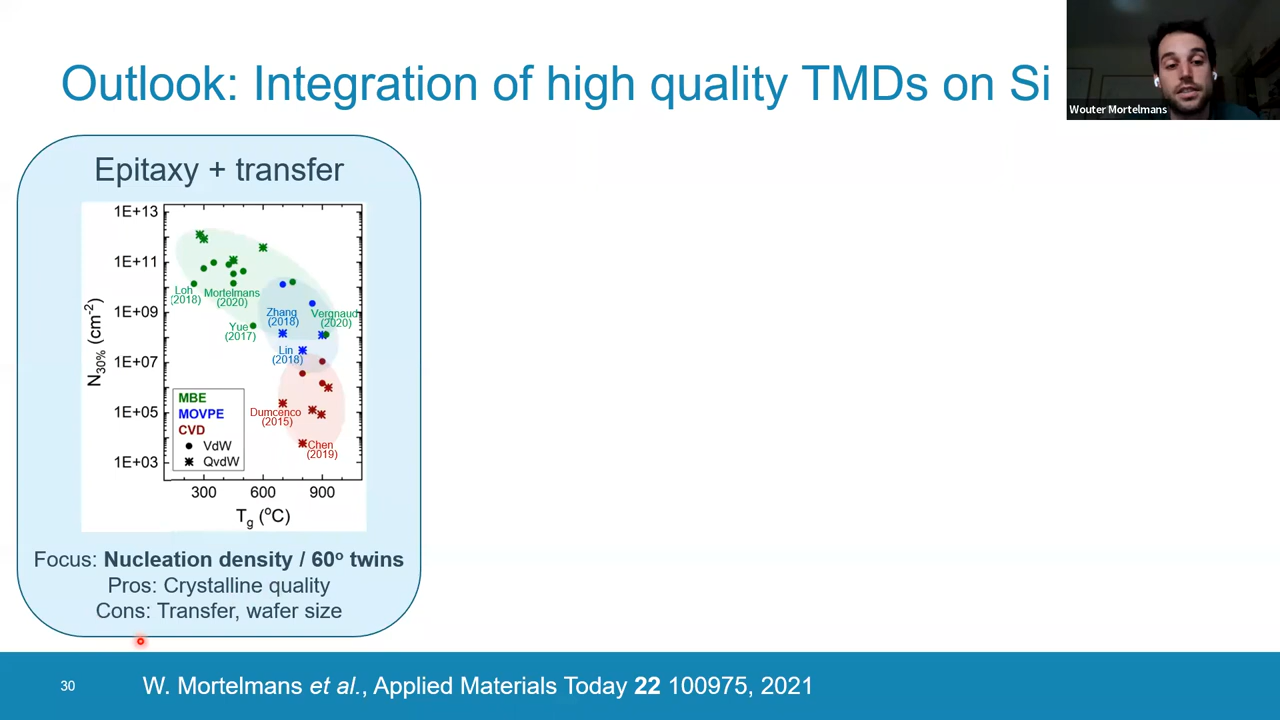 Outlook: Integration of high quality TMDs on Si
Wouter Mortelmans
Epitaxy + transfer
1E+13
1E+11
1E+09
1E+07
1E+05
1E+03
N30% (cm-2)
Loh
(2018)
Mortelmans
(2020)
Yue
(2017)
Zhang
(2018)
Vergnaud
(2020)
Lin
(2018)
Dumcenco
(2015)
Chen
(2019)
MBE
MOVPE
CVD
VdW
QvdW
300 600 900
Tg (oC)
Focus: Nucleation density / 60o twins
Pros: Crystalline quality
Cons: Transfer, wafer size
30
W. Mortelmans et al., Applied Materials Today 22 100975, 2021